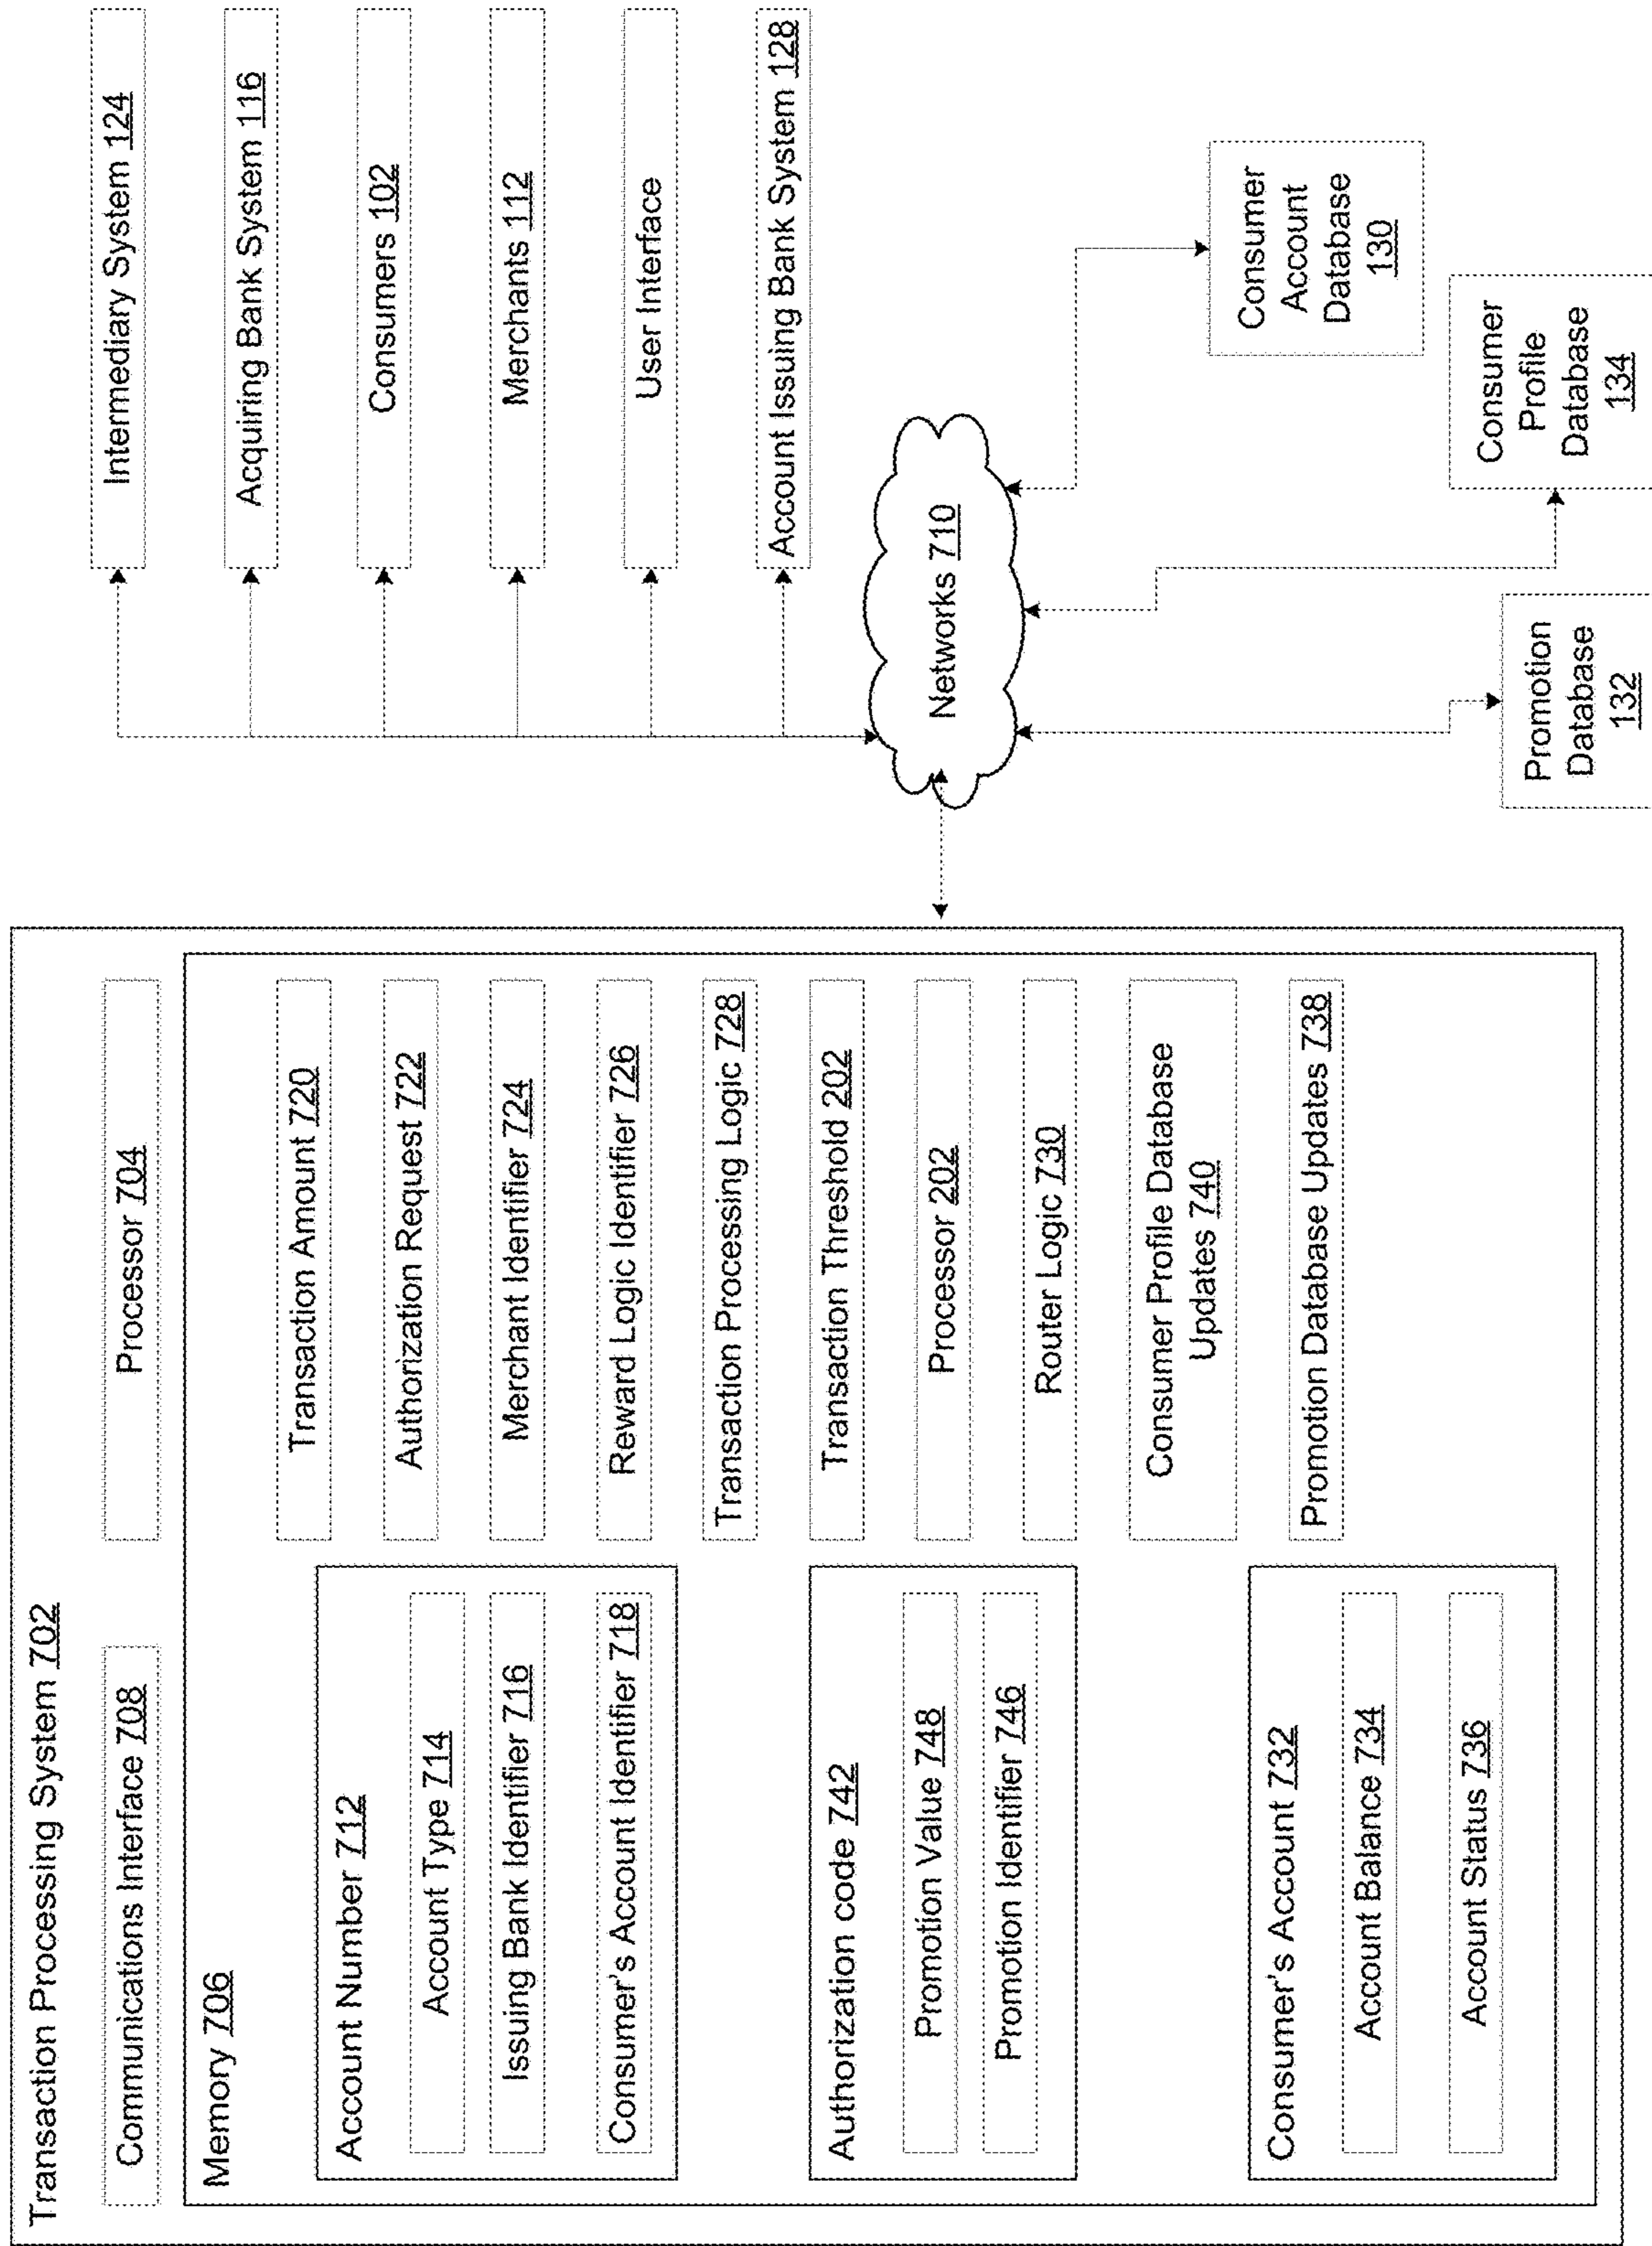 Transaction Processing System 702
Communications Interface 708
Processor 704
Memory 706
Account Number 712
Account Type 714
Issuing Bank Identifier 716
Consumer's Account Identifier 718
Authorization code 742
Promotion Value 748
Promotion Identifier 746
Consumer's Account 732
Account Balance 734
Account Status 736
Transaction Amount 720
Authorization Request 722
Merchant Identifier 724
Reward Logic Identifier 726
Transaction Processing Logic 728
Transaction Threshold 202
Processor 202
Router Logic 730
Consumer Profile Database
Updates 740
Promotion Database Updates 738
Intermediary System 124
Acquiring Bank System 116
Consumers 102
Merchants 112
User Interface
Account Issuing Bank System 128
Networks 710
Consumer
Account
Database
130
Consumer
Profile
Database
134
Promotion
Database
132